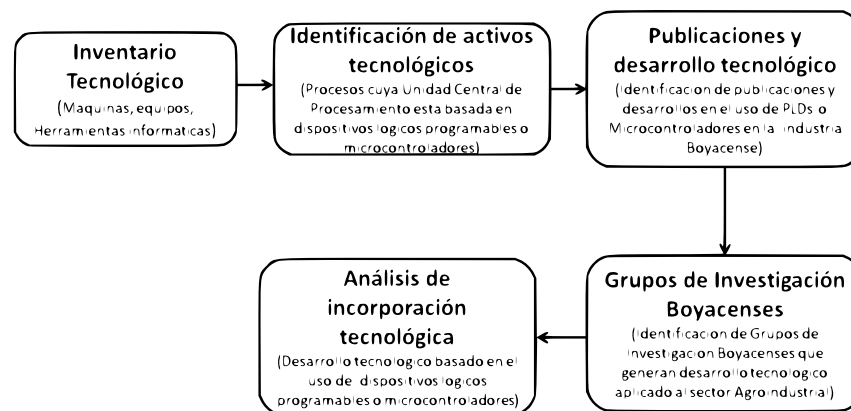 Inventario
Tecnológico
(Maquinas, equipos,
Herramientas informaticas)
Identificación de activos
tecnológicos
(Procesos cuya Unidad Central de
Procesamiento esta basada en
dispositivos logicos programables o
microcontroladores)
Publicaciones y
desarrollo tecnológico
(Identificacion de publicaciones y
desarrollos en el uso de PLDs o
Microcontroladores en la industria
Boyacense)
Grupos de Investigación
Boyacenses
(Identificacion de Grupos de
Investigacion Boyacenses que
generan desarrollo tecnologico
aplicado al sector Agroindustrial)
Análisis de
incorporación
tecnológica
(Desarrollo tecnologico basado en el
uso de dispositivos logicos
programables o microcontroladores)